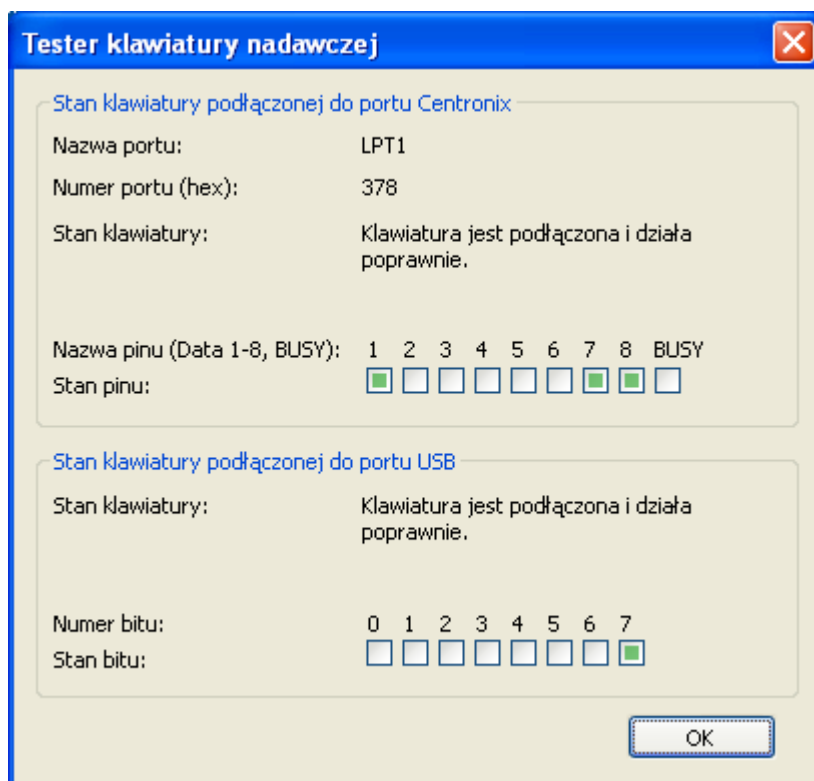 Tester klawiatury nadawczej
Stan klawiatury podłączonej do portu Centronix
Nazwa portu: LPT1
Numer portu (hex): 378
Stan klawiatury: Klawiatura jest podłączona i działa
poprawnie.
Nazwa pinu (Data 1-8, BUSY): 1 2 3 4 5 6 7 8 BUSY
Stan pinu:
Stan klawiatury podłączonej do portu USB
Stan klawiatury: Klawiatura jest podłączona i działa
poprawnie.
Numer bitu: 0 1 2 3 4 5 6 7
Stan bitu:
OK